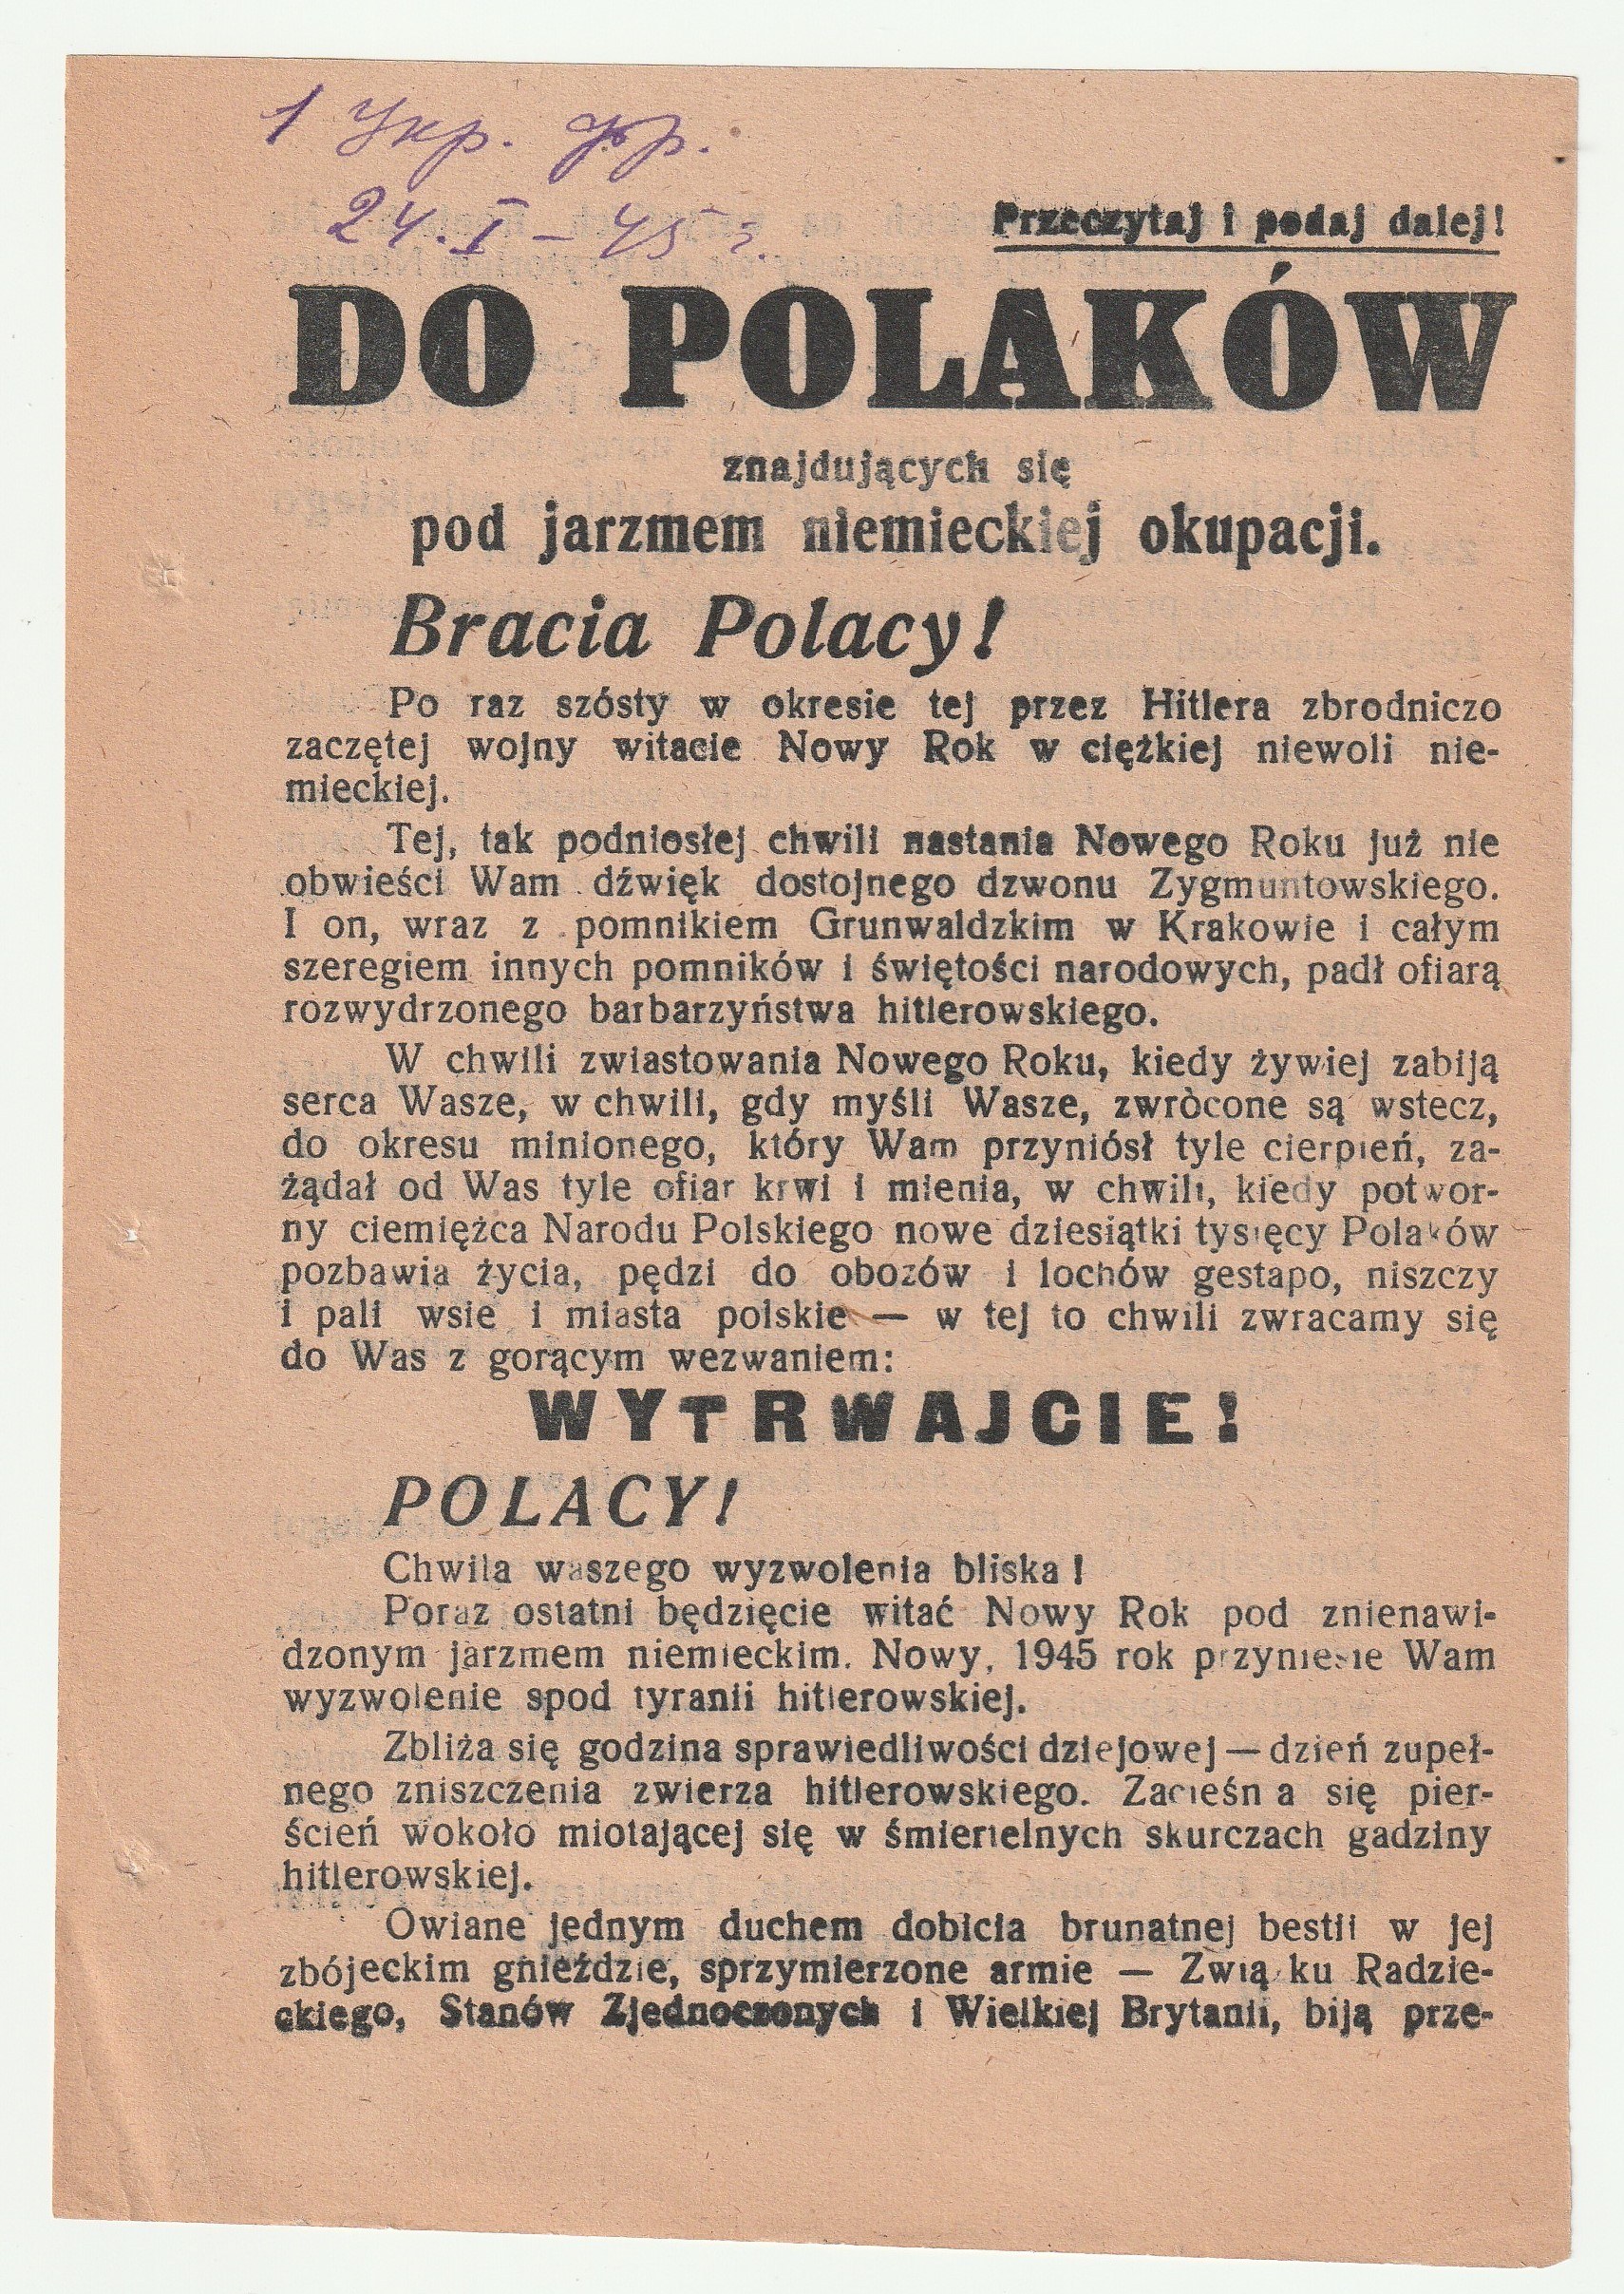 1 Укр. фр.
24. I – 45 г.
Przeczytaj i podaj dalej!
DO POLAKÓW
znajdujących się
pod jarzmem niemieckiej okupacji.
Bracia Polacy!
Po raz szósty w okresie tej przez Hitlera zbrodniczo
zaczętej wojny witacie Nowy Rok w ciężkiej niewoli nie-
mieckiej.
Tej, tak podniosłej chwili nastania Nowego Roku już nie
obwieści Wam dźwięk dostojnego dzwonu Zygmuntowskiego.
I on, wraz z pomnikiem Grunwaldzkim w Krakowie i całym
szeregiem innych pomników i świętości narodowych, padł ofiarą
rozwydrzonego barbarzyństwa hitlerowskiego.
W chwili zwiastowania Nowego Roku, kiedy żywiej zabiją
serca Wasze, w chwili, gdy myśli Wasze, zwròcone są wstecz,
do okresu minionego, który Wam przyniósł tyle cierpień, za-
żądał od Was tyle ofiar krwi i mienia, w chwili, kiedy potwor-
ny ciemiężca Narodu Polskiego nowe dziesiątki tysięcy Polaków
pozbawia życia, pędzi do obozów i lochów gestapo, niszczy
i pali wsie i miasta polskie — w tej to chwili zwracamy się
do Was z gorącym wezwaniem:
WYTRWAJCIE!
POLACY!
Chwila waszego wyzwolenia bliska!
Poraz ostatni będzięcie witać Nowy Rok pod znienawi-
dzonym jarzmem niemieckim. Nowy, 1945 rok przyniesie Wam
wyzwolenie spod tyranii hitlerowskiej.
Zbliża się godzina sprawiedliwości dziejowej — dzień zupeł-
nego zniszczenia zwierza hitlerowskiego. Zacieśn a się pier-
ścień wokoło miotającej się w śmiertelnych skurczach gadziny
hitlerowskiej.
Owiane jednym duchem dobicia brunatnej bestii w jej
zbójeckim gnieździe, sprzymierzone armie — Zwią ku Radzie-
ckiego, Stanów Zjednoczonych i Wielkiej Brytanii, biją prze-